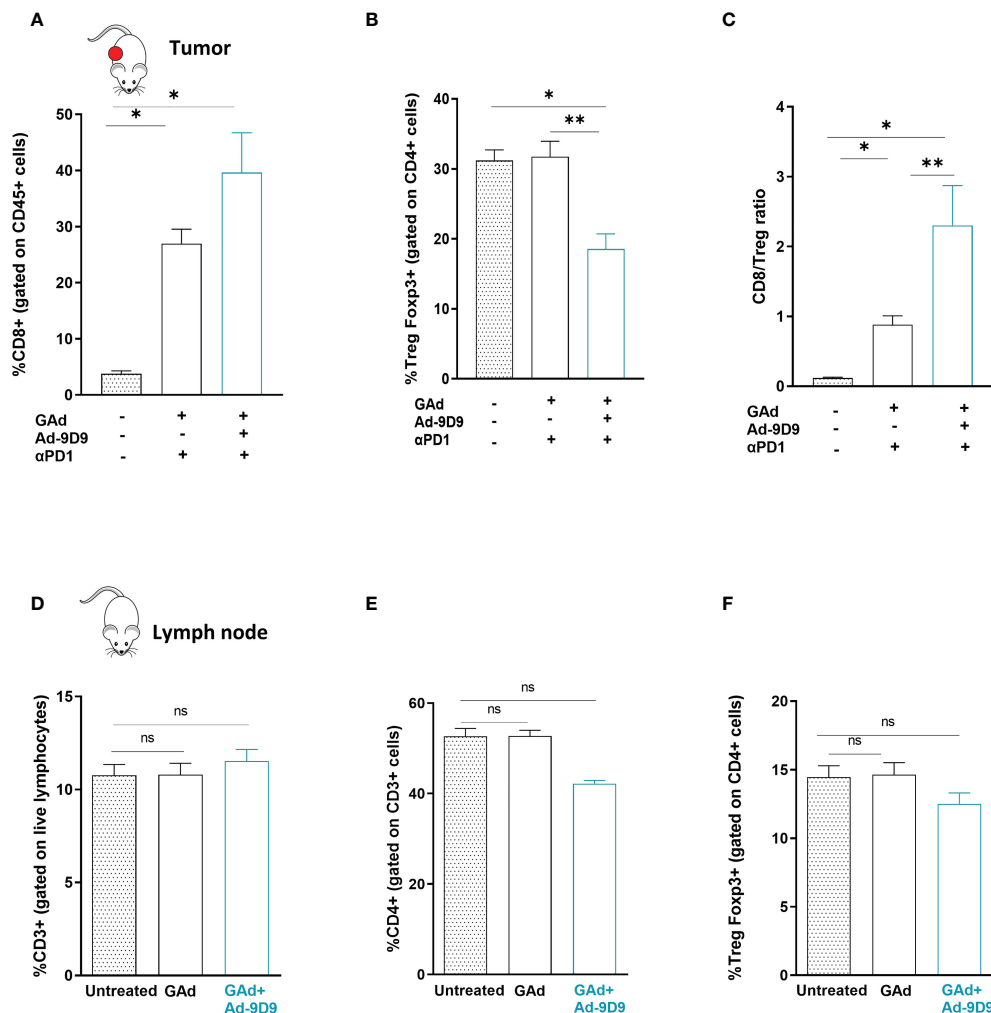 A
Tumor
%CD8+ (gated on CD45+ cells)
50
40
30
20
10
0
*
*
GAd - + +
Ad-9D9 - - +
αPD1 - + +
B
%Treg Foxp3+ (gated on CD4+ cells)
40
30
20
10
0
*
**
GAd - + +
Ad-9D9 - - +
αPD1 - + +
C
CD8/Treg ratio
4
3
2
1
0
*
*
**
GAd - + +
Ad-9D9 - - +
αPD1 - + +
D
Lymph node
%CD3+ (gated on live lymphocytes)
15
10
5
0
ns
ns
Untreated GAd GAd+
Ad-9D9
E
%CD4+ (gated on CD3+ cells)
60
40
20
0
ns
ns
Untreated GAd GAd+
Ad-9D9
F
%Treg Foxp3+ (gated on CD4+ cells)
20
15
10
5
0
ns
ns
Untreated GAd GAd+
Ad-9D9